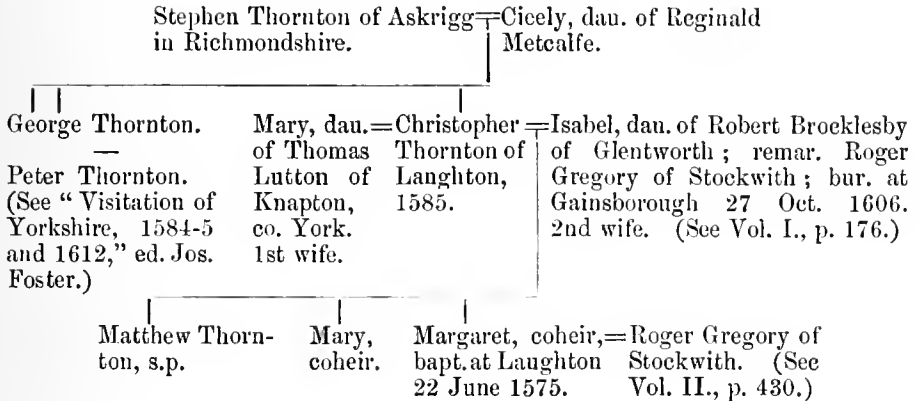 Stephen Thornton of Askrigg=Cicely, dau. of Reginald
in Richmondshire. Metcalfe.
George Thornton.
—
Peter Thornton.
(See “ Visitation of
Yorkshire, 1584-5
and 1612,” ed. Jos.
Foster.)
Mary, dau.=
of Thomas
Lutton of
Knapton,
co. York.
1st wife.
Christopher=
Thornton of
Laughton,
1585.
Isabel, dau. of Robert Brocklesby
of Glentworth ; remar. Roger
Gregory of Stockwith ; bur. at
Gainsborough 27 Oct. 1606.
2nd wife. (See Vol. I., p. 176.)
Matthew Thorn-
ton, s.p.
Mary,
coheir.
Margaret, coheir,=
bapt. at Laughton
22 June 1575.
Roger Gregory of
Stockwith. (See
Vol. II., p. 430.)